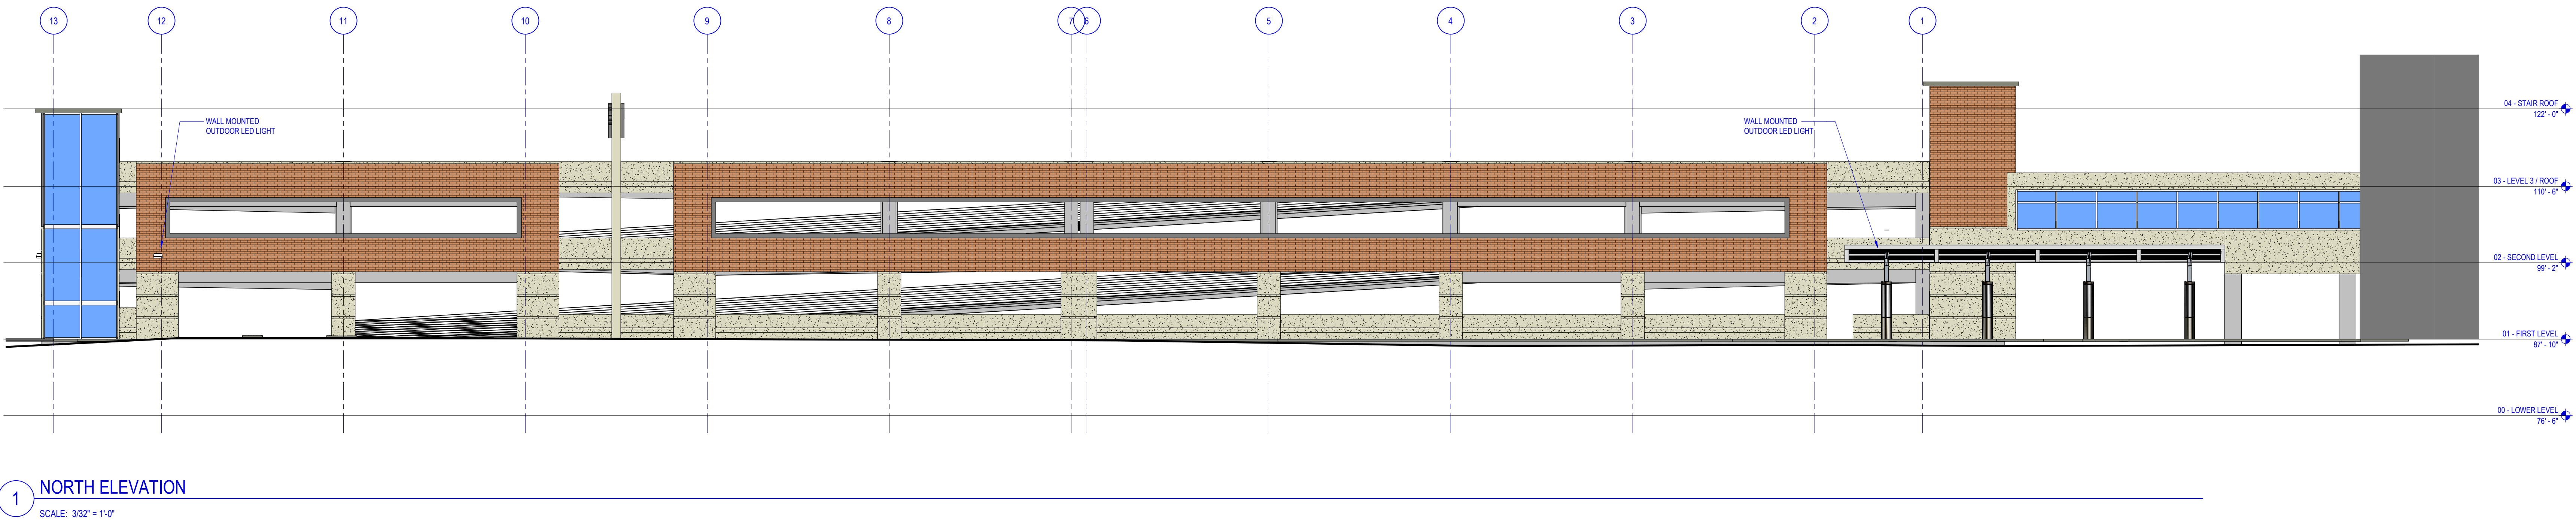 13
12
11
10
9
8
7
6
5
4
3
2
1
WALL MOUNTED
OUTDOOR LED LIGHT
WALL MOUNTED
OUTDOOR LED LIGHT
04 - STAIR ROOF
122' - 0"
03 - LEVEL 3 / ROOF
110' - 6"
02 - SECOND LEVEL
99' - 2"
01 - FIRST LEVEL
87' - 10"
00 - LOWER LEVEL
76' - 6"
1
NORTH ELEVATION
SCALE: 3/32" = 1'-0"